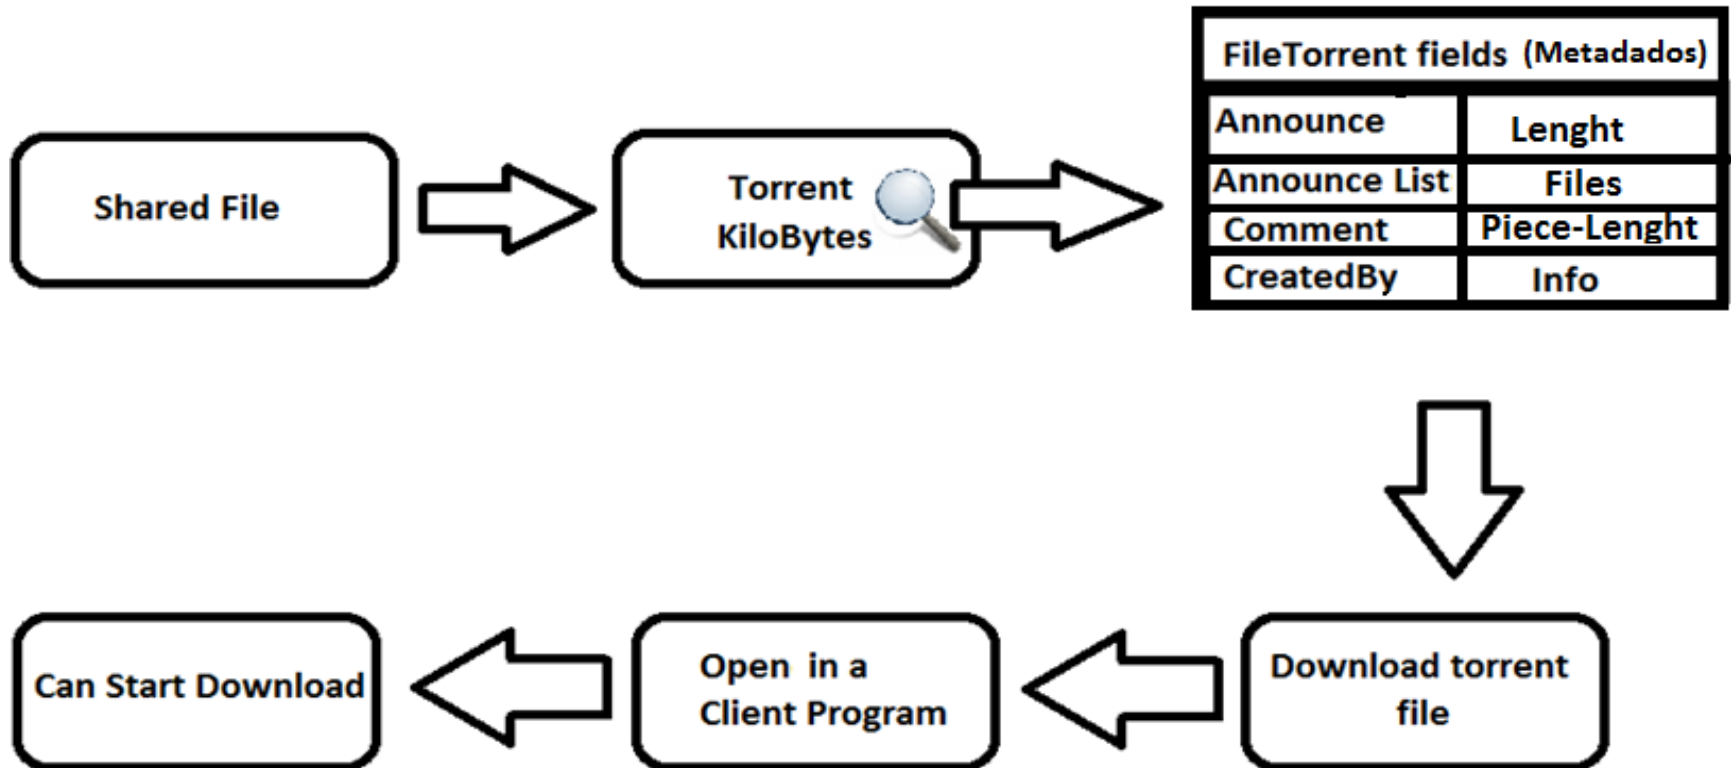 Shared File
Torrent
KiloBytes
FileTorrent fields (Metadados)
Announce
Lenght
Announce List
Files
Comment
Piece-Lenght
CreatedBy
Info
Download torrent
file
Open in a
Client Program
Can Start Download